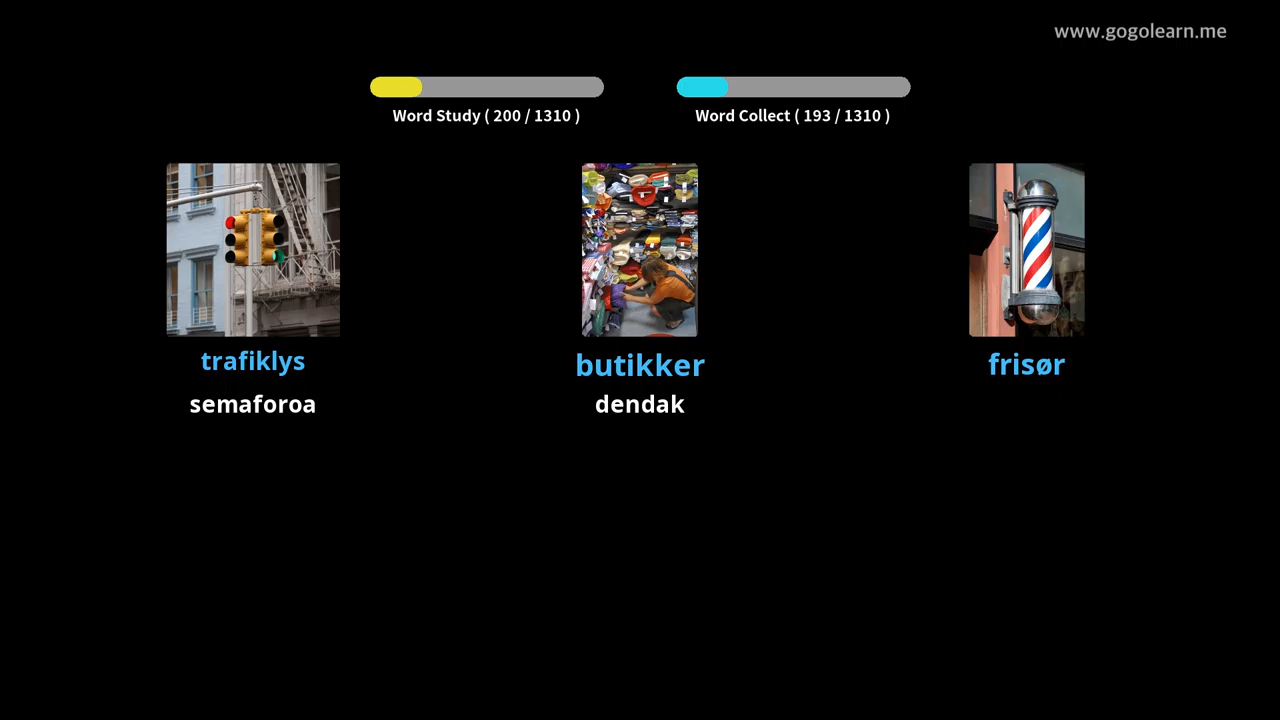 www.gogolearn.me
Word Study ( 200 / 1310 )
Word Collect ( 193 / 1310 )
trafiklys
butikker
frisør
semaforoa
dendak